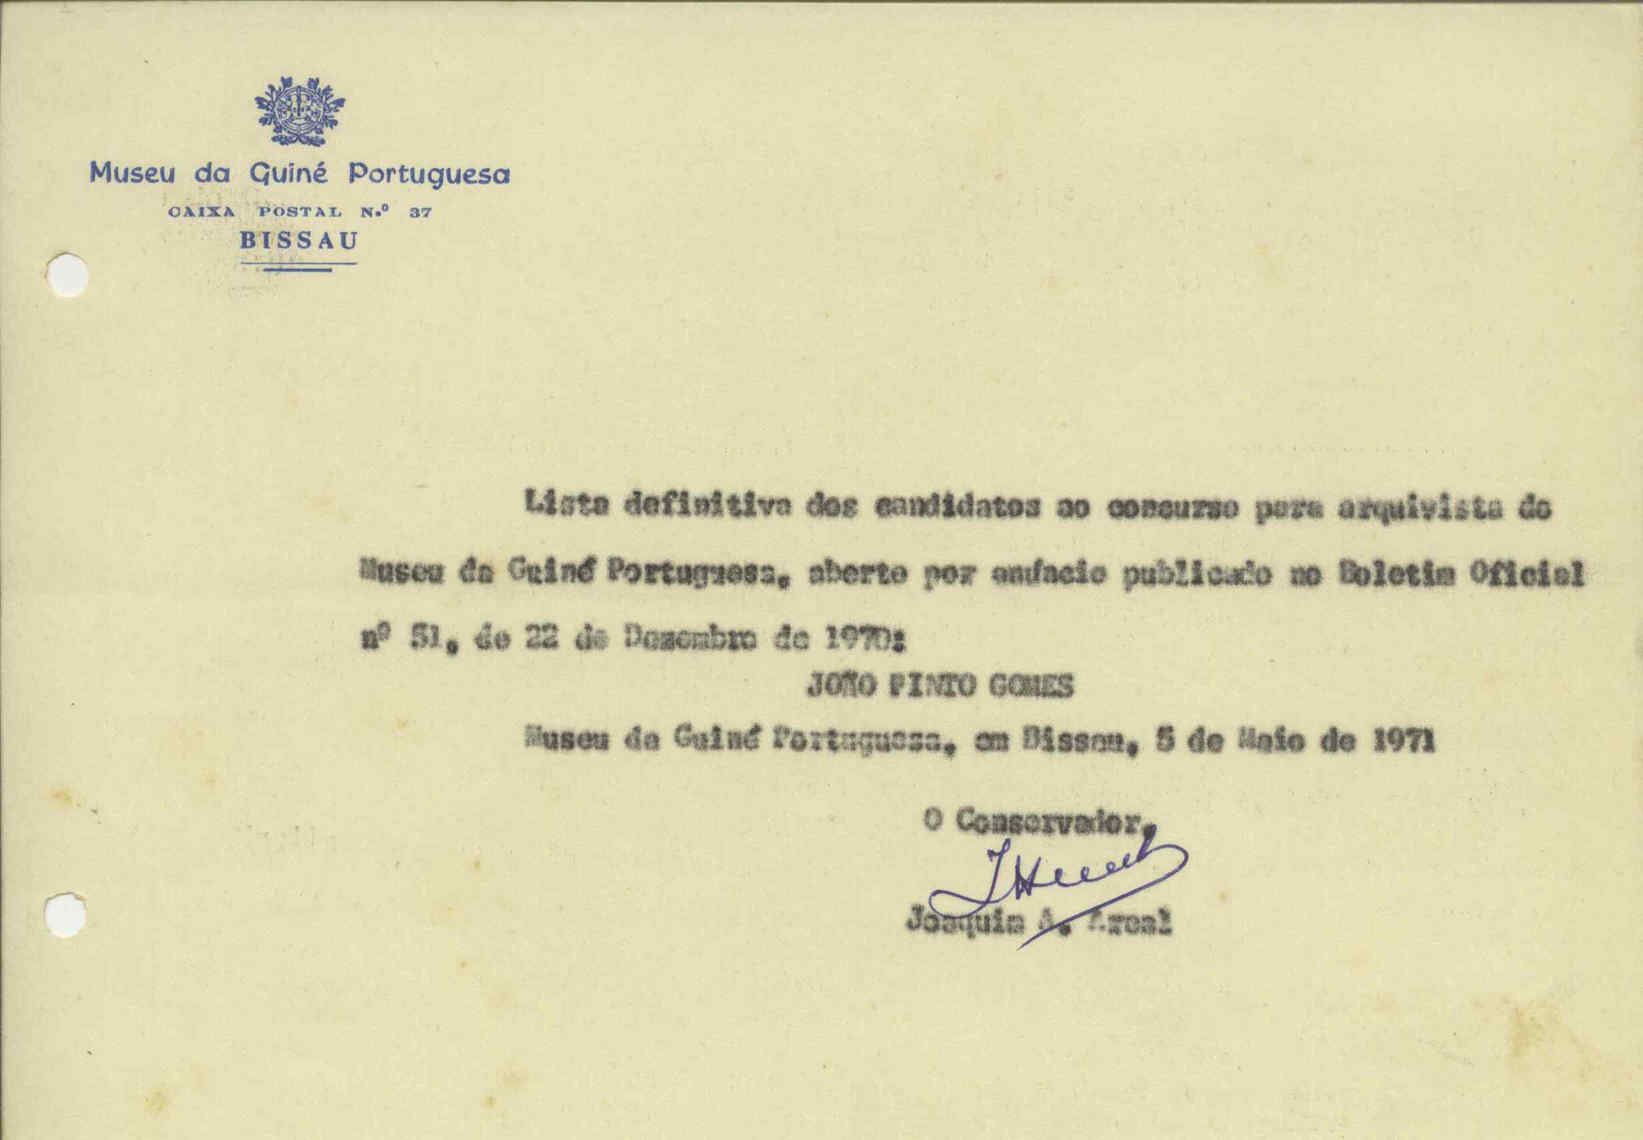 Museu da Guiné Portuguesa
CAIXA POSTAL N.º 37
BISSAU
Lista definitiva dos candidatos ao concurso para arquivista do
Museu da Guiné Portuguesa, aberto por anúncio publicado no Boletim Oficial
nº 51, de 22 de Dezembro de 1970:
JOÃO PINTO GOMES
Museu da Guiné Portuguesa, em Bissau, 5 de Maio de 1971
O Conservador,
Joaquim A. Areal